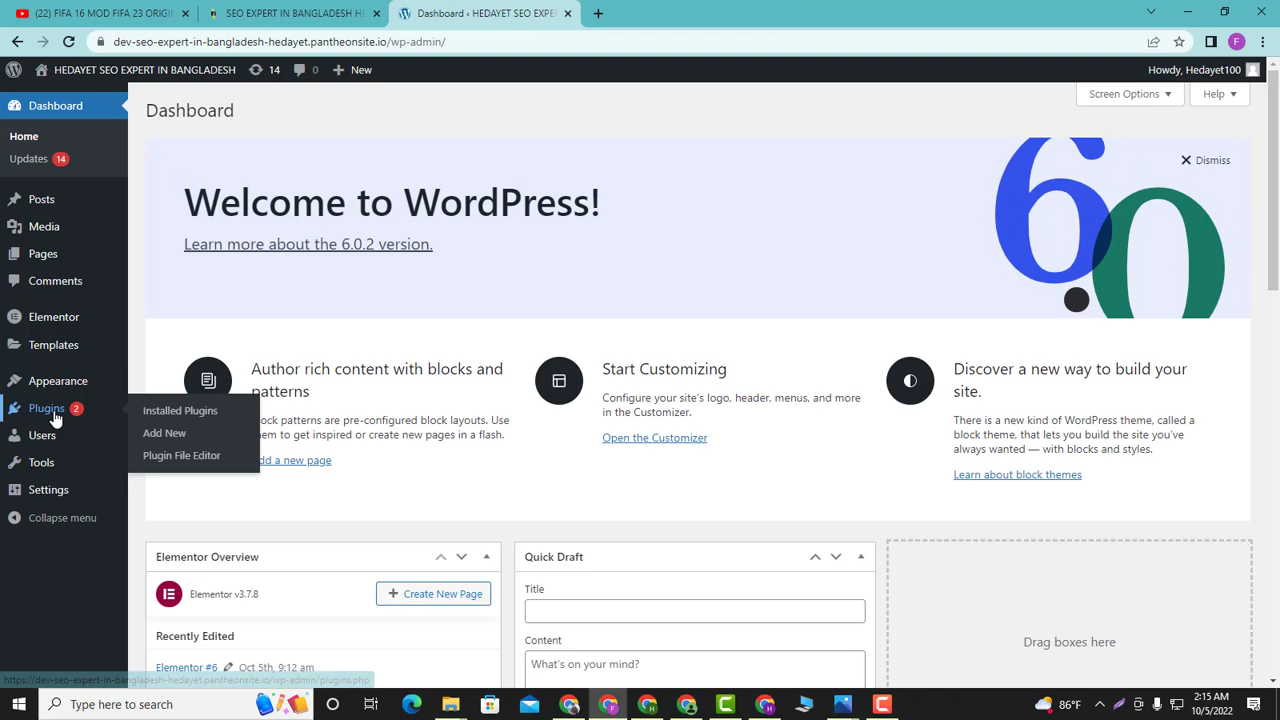 (22) FIFA 16 MOD FIFA 23 ORIGIN
SEO EXPERT IN BANGLADESH HED
Dashboard ‹ HEDAYET SEO EXPERT
dev-seo-expert-in-bangladesh-hedayet.pantheonsite.io/wp-admin/
F
HEDAYET SEO EXPERT IN BANGLADESH
14
0
New
Howdy, Hedayet100
Dashboard
Home
Updates 14
Posts
Media
Pages
Comments
Elementor
Templates
Appearance
Plugins 2
Users
Tools
Settings
Collapse menu
Installed Plugins
Add New
Plugin File Editor
Dashboard
Screen Options
Help
Welcome to WordPress!
Learn more about the 6.0.2 version.
6.0
Dismiss
Author rich content with blocks and
patterns
lock patterns are pre-configured block layouts. Use
hem to get inspired or create new pages in a flash.
dd a new page
Start Customizing
Configure your site's logo, header, menus, and more
in the Customizer.
Open the Customizer
Discover a new way to build your
site.
There is a new kind of WordPress theme, called a
block theme, that lets you build the site you've
always wanted — with blocks and styles.
Learn about block themes
Elementor Overview
Elementor v3.7.8
Create New Page
Recently Edited
Elementor #6 Oct 5th, 9:12 am
Quick Draft
Title
Content
What's on your mind?
Drag boxes here
https://dev-seo-expert-in-bangladesh-hedayet.pantheonsite.io/wp-admin/plugins.php
Type here to search
86°F
2:15 AM
10/5/2022